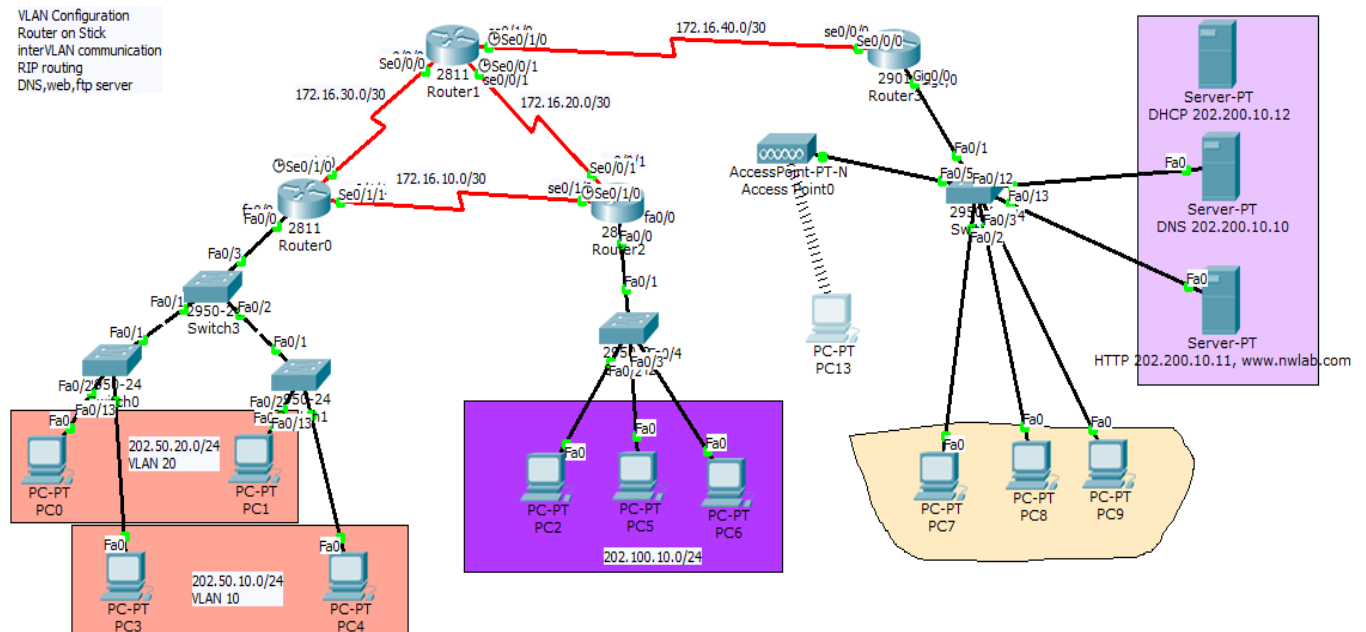 VLAN Configuration
Router on Stick
interVLAN communication
RIP routing
DNS,web,ftp server
Se0/1/0
172.16.40.0/30
Se0/0/0
Se0/0/0
Se0/0/1
se0/0/1
2811
Router1
172.16.30.0/30
172.16.20.0/30
Router3
Fa0/1
Server-PT
DHCP 202.200.10.12
AccessPoint-PT-N
Access Point0
Fa0/5
Fa0/12
Fa0/13
Fa0/3
Fa0/2
Fa0
Server-PT
DNS 202.200.10.10
Fa0
Server-PT
HTTP 202.200.10.11, www.nwlab.com
PC-PT
PC13
Se0/1/0
Se0/1/1
172.16.10.0/30
Se0/0/1
Se0/1/0
Fa0/0
2811
Router0
fa0/0
Fa0/0
Router2
Fa0/3
Fa0/1
Fa0/2
Switch3
Fa0/1
Fa0/1
Fa0/2
Fa0/13
Fa0/2
Fa0/13
Fa0/1
Fa0/3
Fa0
202.50.20.0/24
VLAN 20
PC-PT
PC0
PC-PT
PC1
Fa0
Fa0
202.50.10.0/24
VLAN 10
PC-PT
PC3
PC-PT
PC4
Fa0
Fa0
Fa0
PC-PT
PC2
PC-PT
PC5
PC-PT
PC6
202.100.10.0/24
Fa0
Fa0
Fa0
PC-PT
PC7
PC-PT
PC8
PC-PT
PC9